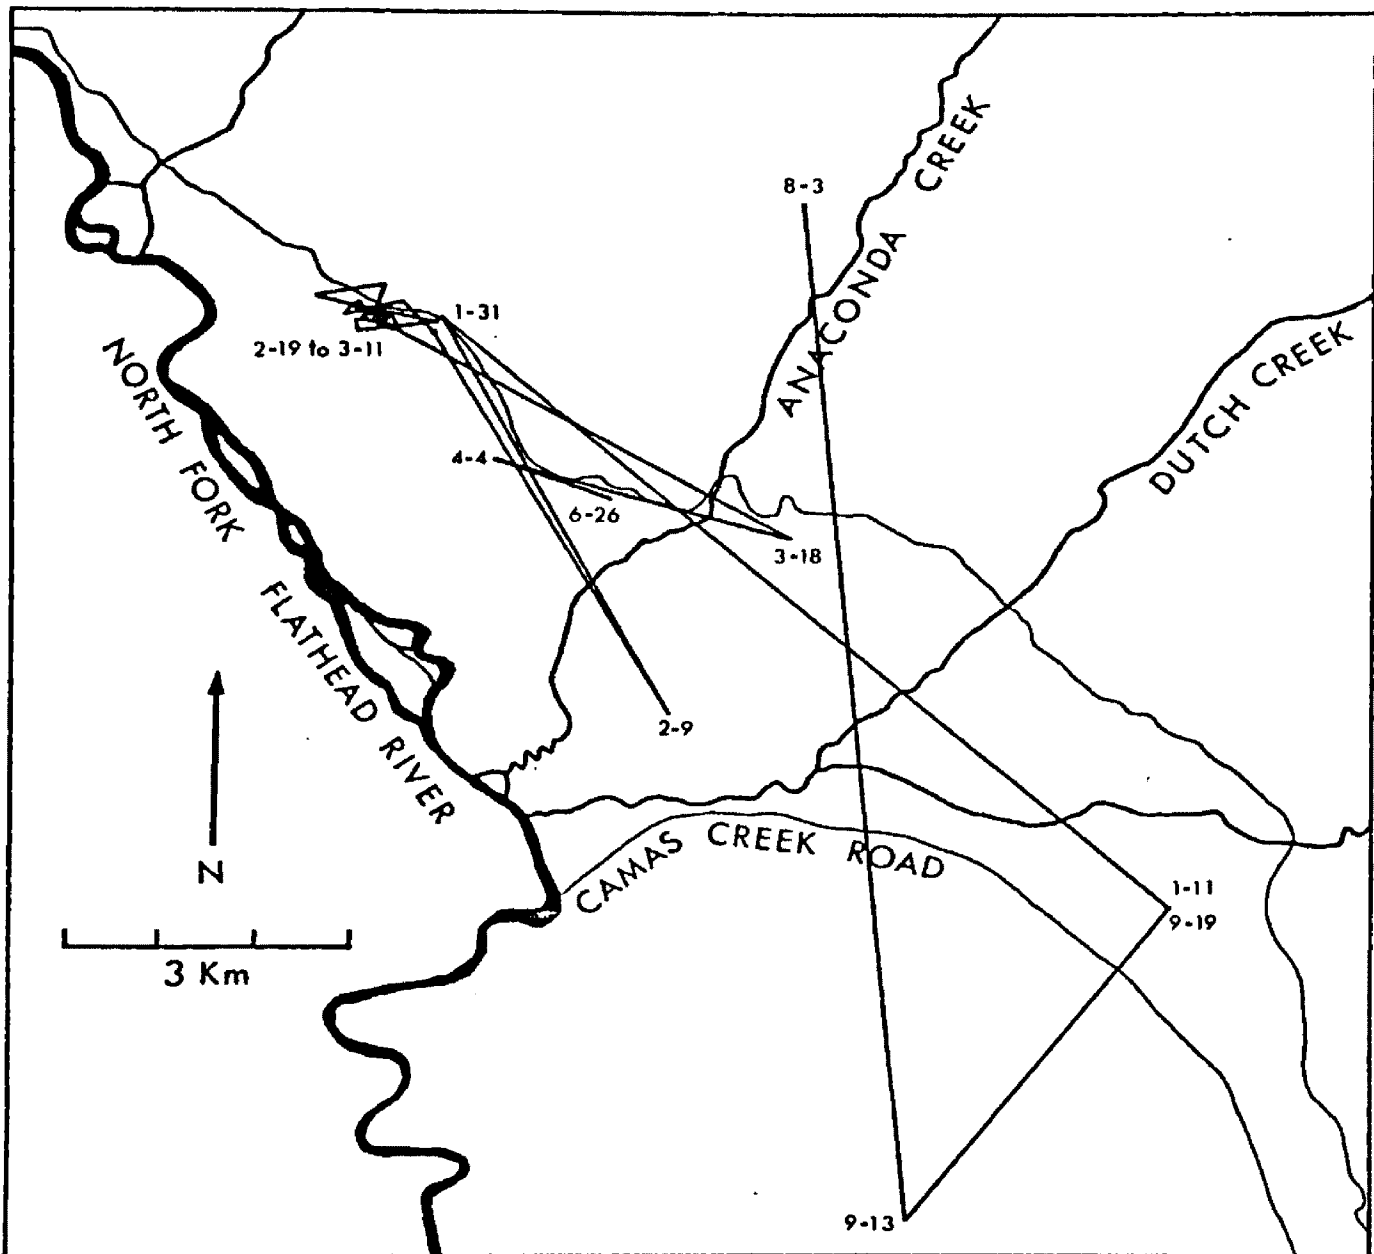 8-3
ANACONDA CREEK
1-31
2-19 to 3-11
DUTCH CREEK
NORTH FORK FLATHEAD RIVER
4-4
6-26
3-18
2-9
CAMAS CREEK ROAD
N
3 Km
1-11
9-19
9-13